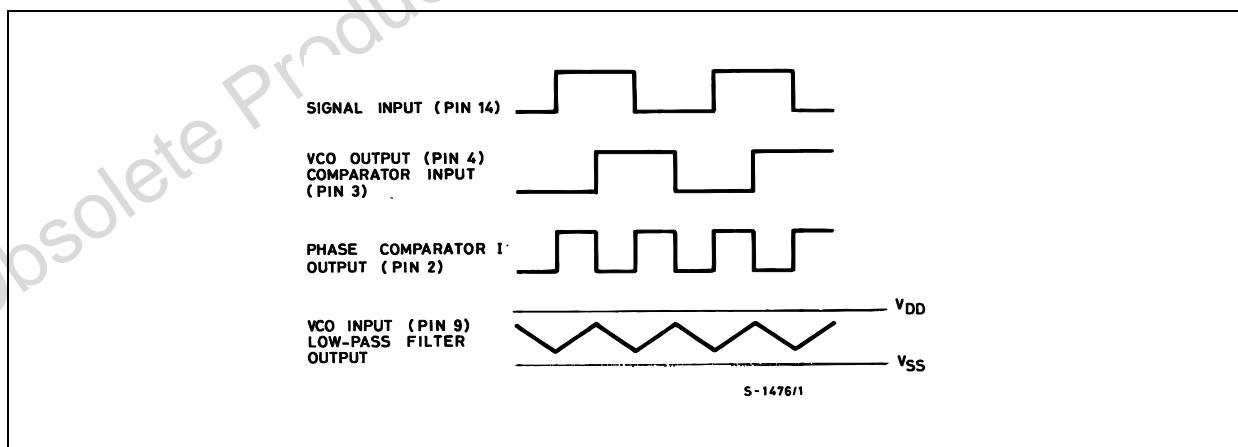 Obsolete Produc
SIGNAL INPUT (PIN 14)
VCO OUTPUT (PIN 4)
COMPARATOR INPUT
(PIN 3)
PHASE COMPARATOR I
OUTPUT (PIN 2)
VCO INPUT (PIN 9)
LOW-PASS FILTER
OUTPUT
VDD
VSS
S-1476/1